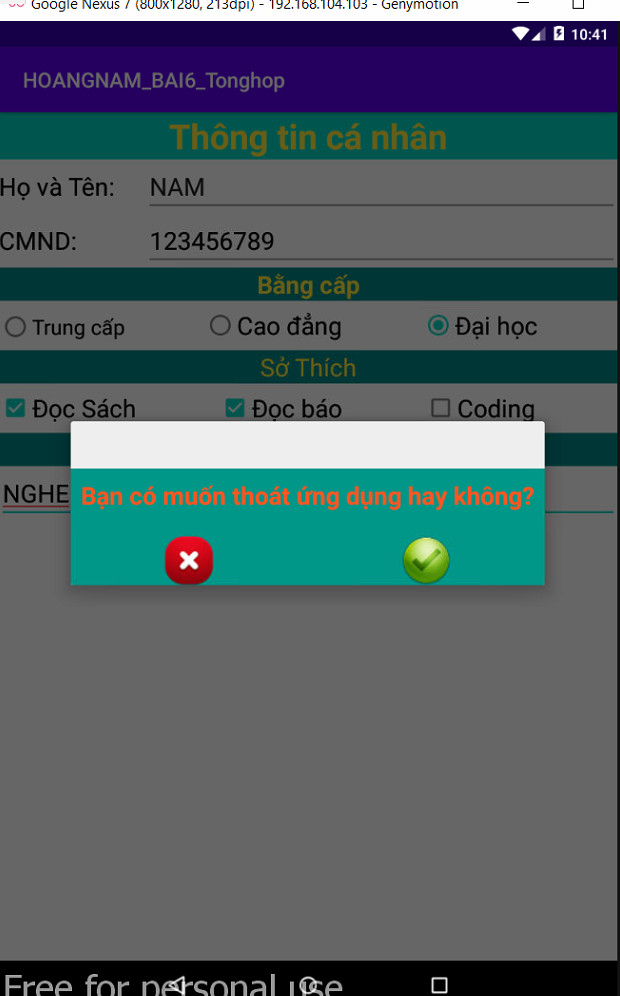 Google Nexus 7 (800x1280, 213dpi) - 192.168.104.103 - Genymotion
10:41
HOANGNAM_BAI6_Tonghop
Thông tin cá nhân
Họ và Tên: NAM
CMND: 123456789
Bằng cấp
Trung cấp Cao đẳng Đại học
Sở Thích
Đọc Sách Đọc báo Coding
NGHE
Bạn có muốn thoát ứng dụng hay không?
Free for personal use